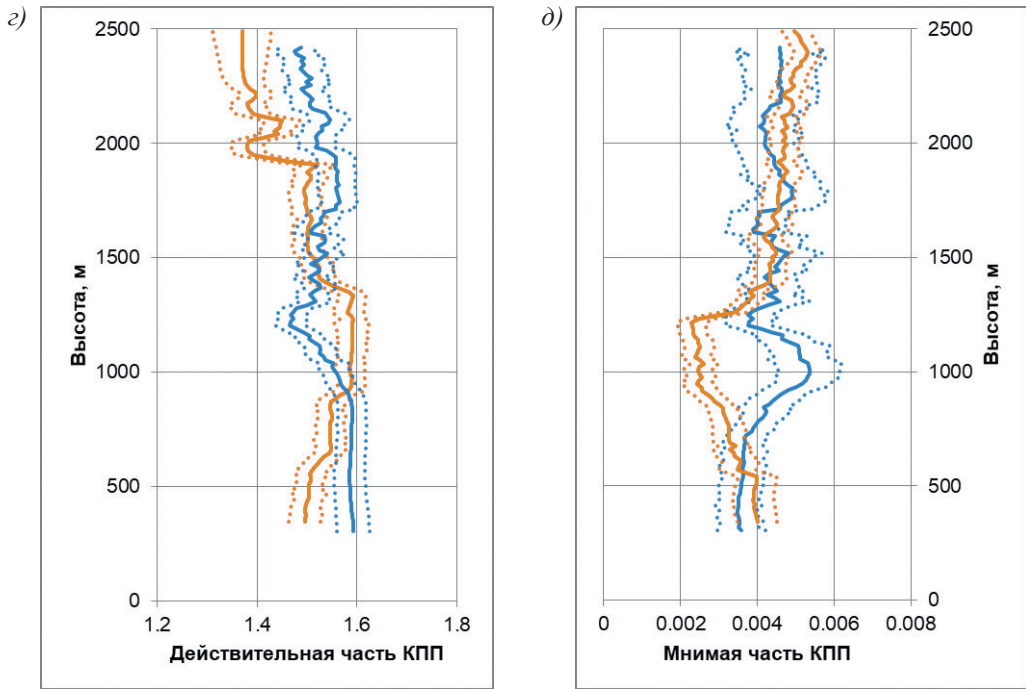 г)
2500
2000
1500
1000
500
0
Высота, м
1.2 1.4 1.6 1.8
Действительная часть КПП
д)
2500
2000
1500
1000
500
0
Высота, м
0 0.002 0.004 0.006 0.008
Мнимая часть КПП